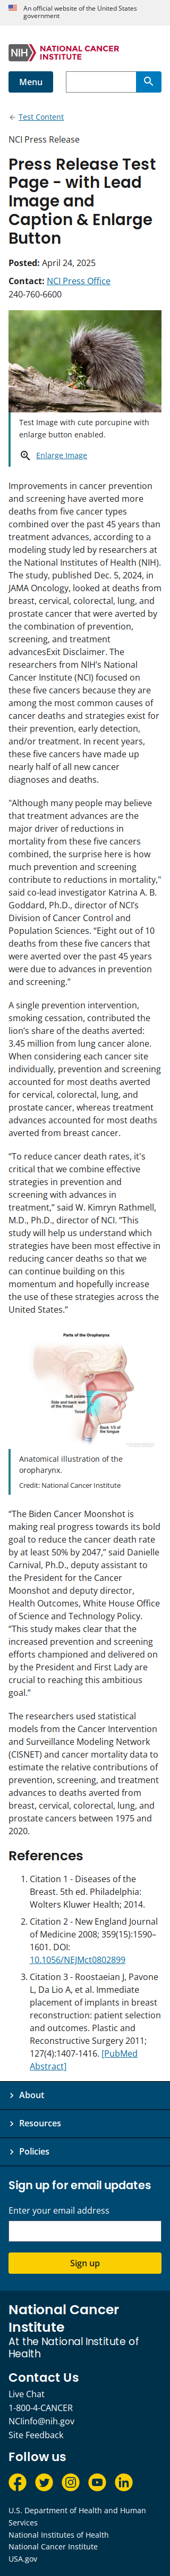 An official website of the United States
government
NIH
NATIONAL CANCER
INSTITUTE
Menu
Test Content
NCI Press Release
Press Release Test
Page - with Lead
Image and
Caption & Enlarge
Button
Posted: April 24, 2025
Contact: NCI Press Office
240-760-6600
Test Image with cute porcupine with
enlarge button enabled.
Enlarge Image
Improvements in cancer prevention
and screening have averted more
deaths from five cancer types
combined over the past 45 years than
treatment advances, according to a
modeling study led by researchers at
the National Institutes of Health (NIH).
The study, published Dec. 5, 2024, in
JAMA Oncology, looked at deaths from
breast, cervical, colorectal, lung, and
prostate cancer that were averted by
the combination of prevention,
screening, and treatment
advancesExit Disclaimer. The
researchers from NIH’s National
Cancer Institute (NCI) focused on
these five cancers because they are
among the most common causes of
cancer deaths and strategies exist for
their prevention, early detection,
and/or treatment. In recent years,
these five cancers have made up
nearly half of all new cancer
diagnoses and deaths.
"Although many people may believe
that treatment advances are the
major driver of reductions in
mortality from these five cancers
combined, the surprise here is how
much prevention and screening
contribute to reductions in mortality,"
said co-lead investigator Katrina A. B.
Goddard, Ph.D., director of NCI’s
Division of Cancer Control and
Population Sciences. “Eight out of 10
deaths from these five cancers that
were averted over the past 45 years
were due to advances in prevention
and screening.”
A single prevention intervention,
smoking cessation, contributed the
lion’s share of the deaths averted:
3.45 million from lung cancer alone.
When considering each cancer site
individually, prevention and screening
accounted for most deaths averted
for cervical, colorectal, lung, and
prostate cancer, whereas treatment
advances accounted for most deaths
averted from breast cancer.
“To reduce cancer death rates, it's
critical that we combine effective
strategies in prevention and
screening with advances in
treatment,” said W. Kimryn Rathmell,
M.D., Ph.D., director of NCI. “This
study will help us understand which
strategies have been most effective in
reducing cancer deaths so that we
can continue building on this
momentum and hopefully increase
the use of these strategies across the
United States.”
Parts of the Oropharynx
Soft palate
Side and back
wall of the throat
Tonsil
Back 1/3 of
the tongue
Anatomical illustration of the
oropharynx.
Credit: National Cancer Institute
“The Biden Cancer Moonshot is
making real progress towards its bold
goal to reduce the cancer death rate
by at least 50% by 2047,” said Danielle
Carnival, Ph.D., deputy assistant to
the President for the Cancer
Moonshot and deputy director,
Health Outcomes, White House Office
of Science and Technology Policy.
“This study makes clear that the
increased prevention and screening
efforts championed and delivered on
by the President and First Lady are
crucial to reaching this ambitious
goal.”
The researchers used statistical
models from the Cancer Intervention
and Surveillance Modeling Network
(CISNET) and cancer mortality data to
estimate the relative contributions of
prevention, screening, and treatment
advances to deaths averted from
breast, cervical, colorectal, lung, and
prostate cancers between 1975 and
2020.
References
1. Citation 1 - Diseases of the
Breast. 5th ed. Philadelphia:
Wolters Kluwer Health; 2014.
2. Citation 2 - New England Journal
of Medicine 2008; 359(15):1590–
1601. DOI:
10.1056/NEJMct0802899
3. Citation 3 - Roostaeian J, Pavone
L, Da Lio A, et al. Immediate
placement of implants in breast
reconstruction: patient selection
and outcomes. Plastic and
Reconstructive Surgery 2011;
127(4):1407-1416. [PubMed
Abstract]
About
Resources
Policies
Sign up for email updates
Enter your email address
Sign up
National Cancer
Institute
At the National Institute of
Health
Contact Us
Live Chat
1-800-4-CANCER
NCIinfo@nih.gov
Site Feedback
Follow us
U.S. Department of Health and Human
Services
National Institutes of Health
National Cancer Institute
USA.gov